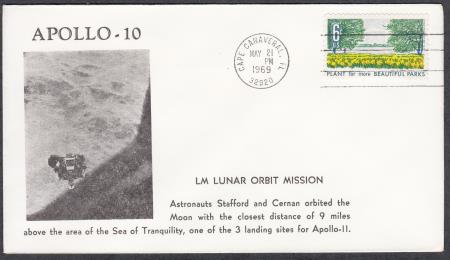 APOLLO - 10
CAPE CANAVERAL, FL
MAY 21
PM
1969
32920
6c
PLANT for more BEAUTIFUL PARKS
LM LUNAR ORBIT MISSION
Astronauts Stafford and Cernan orbited the
Moon with the closest distance of 9 miles
above the area of the Sea of Tranquility, one of the 3 landing sites for Apollo-11.